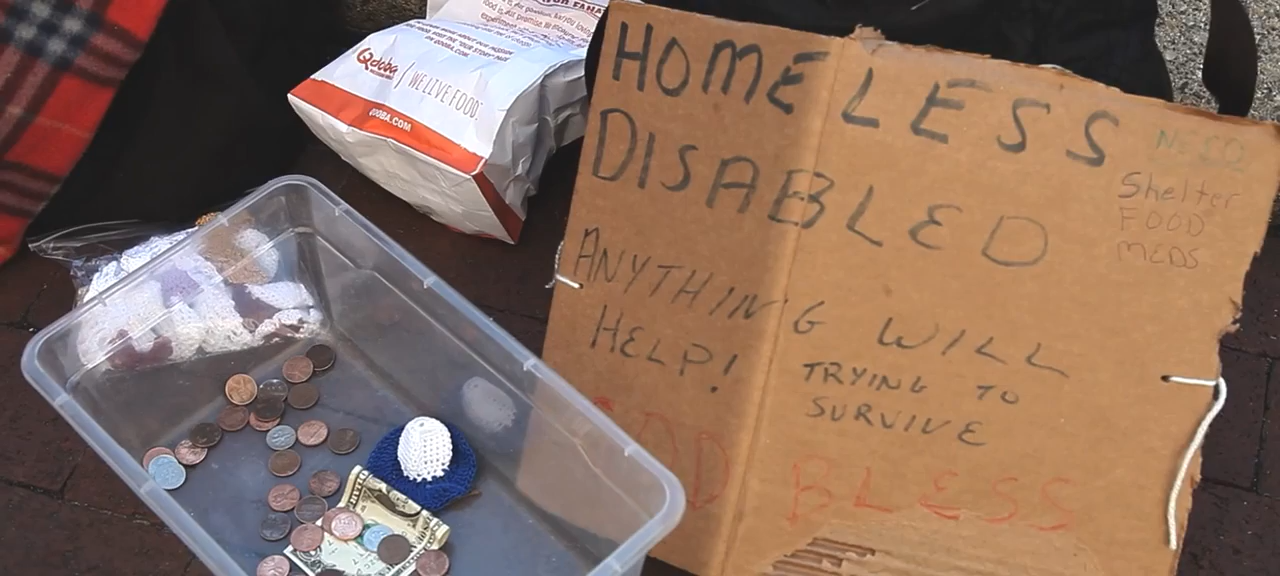 Qdoba
WE LIVE FOOD.
QDOBA.COM
HOMELESS
DISABLED
ANYTHING WILL
HELP!
TRYING TO
SURVIVE
GOD BLESS
NEED
Shelter
FOOD
MEDS